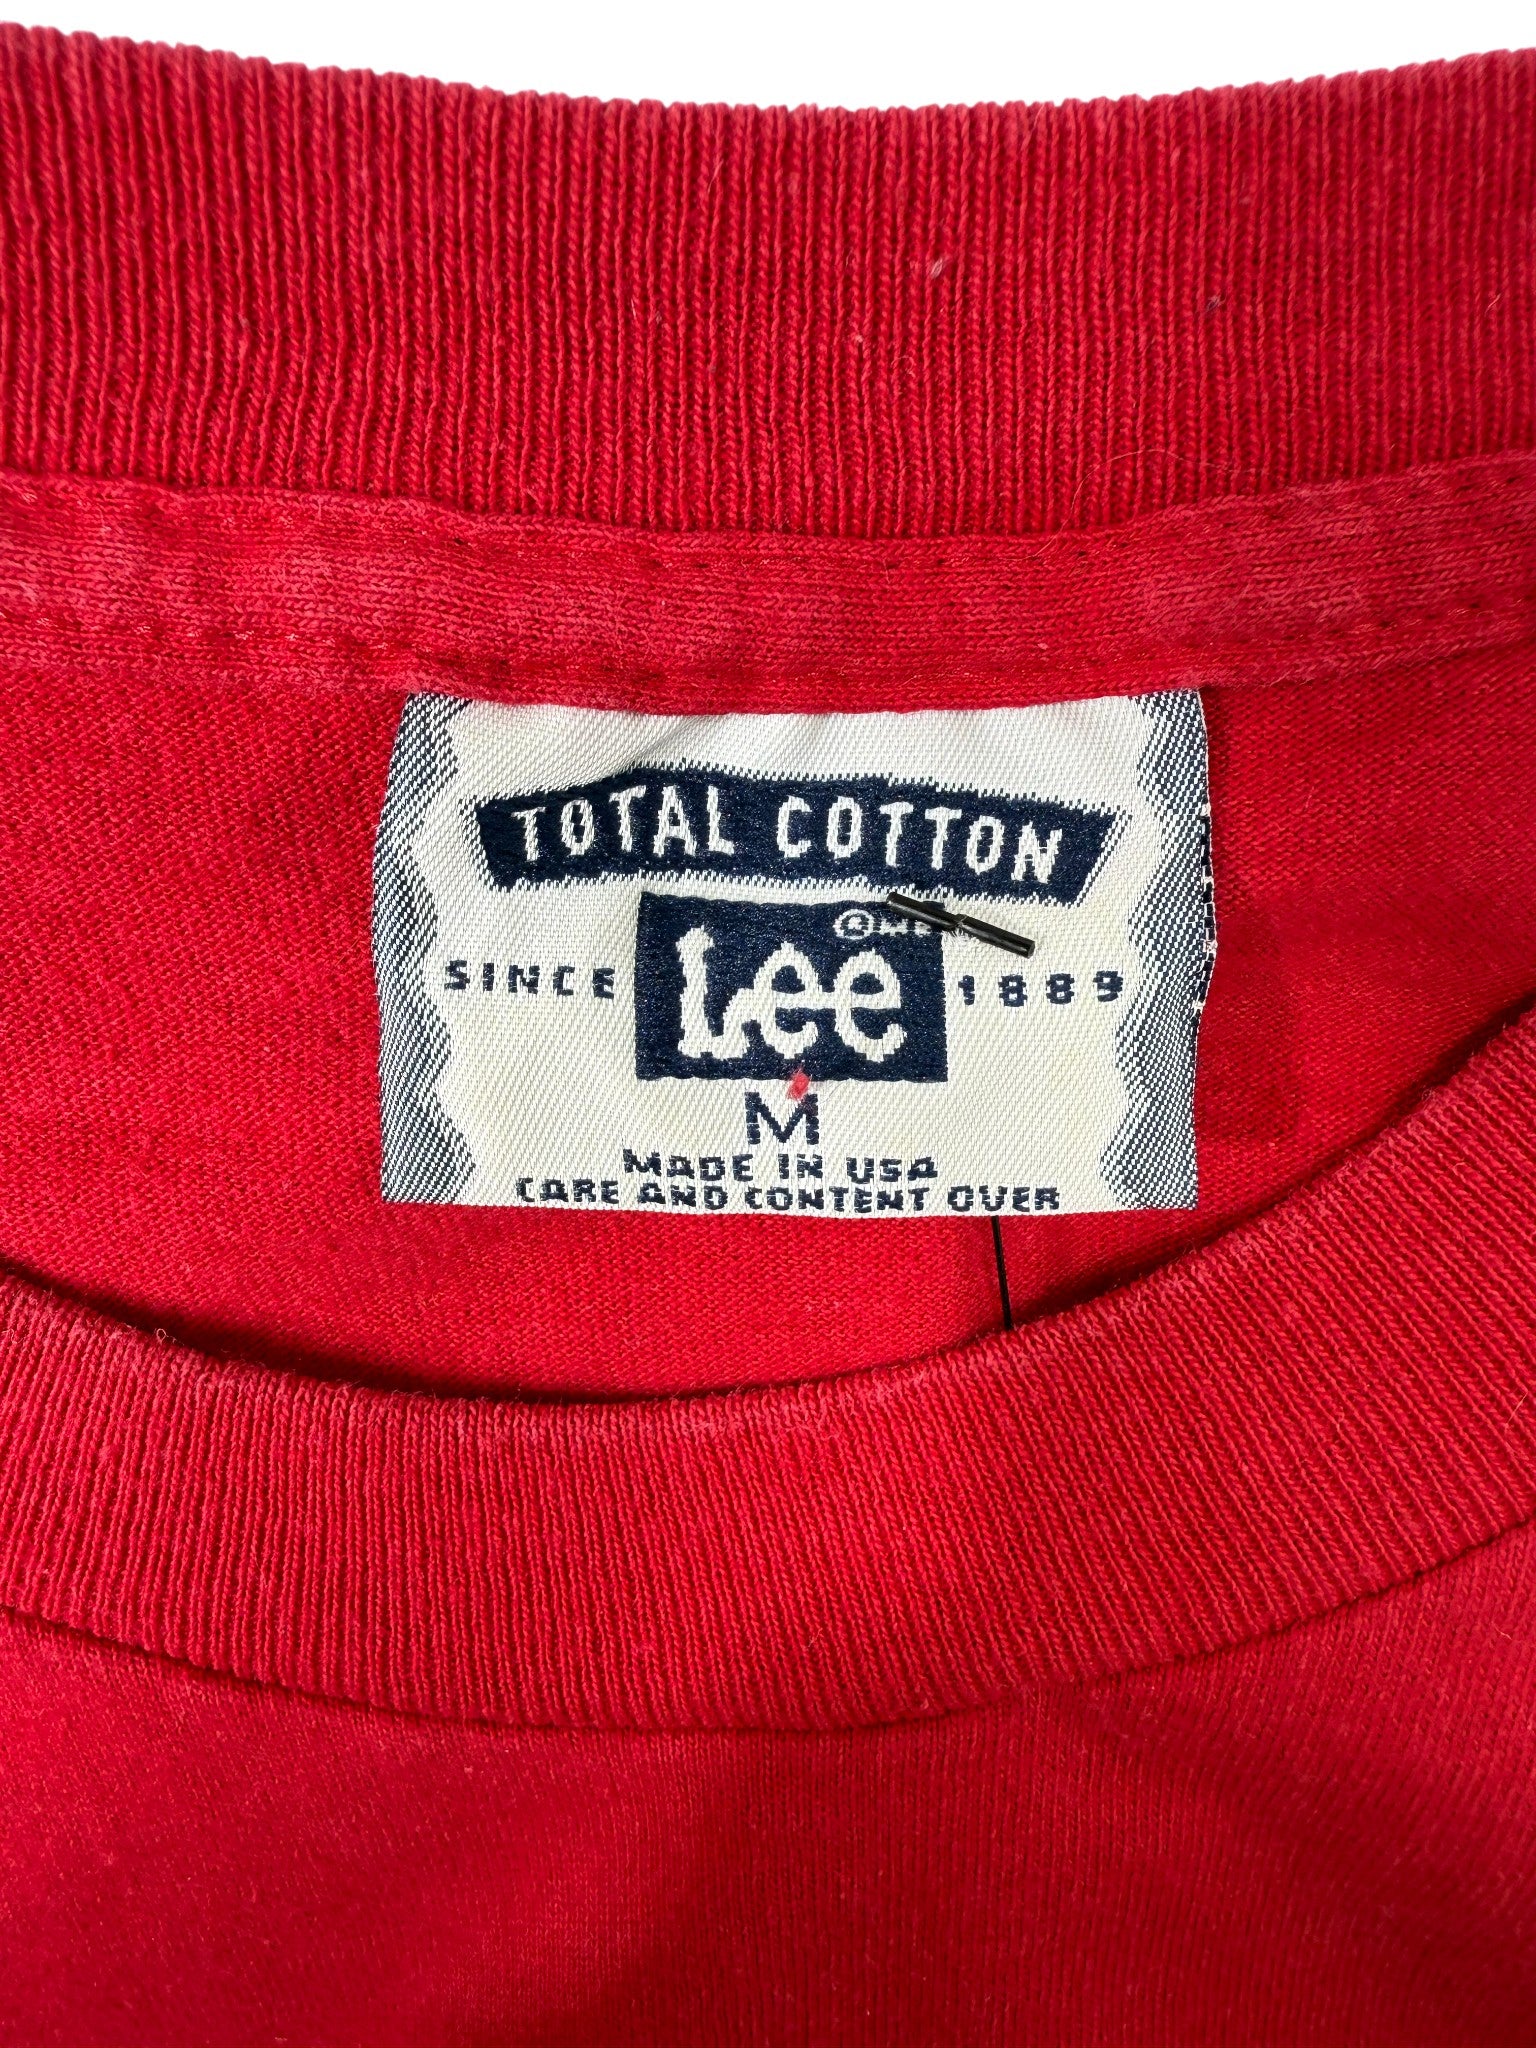 TOTAL COTTON
®
Lee
SINCE 1889
M
MADE IN USA
CARE AND CONTENT OVER